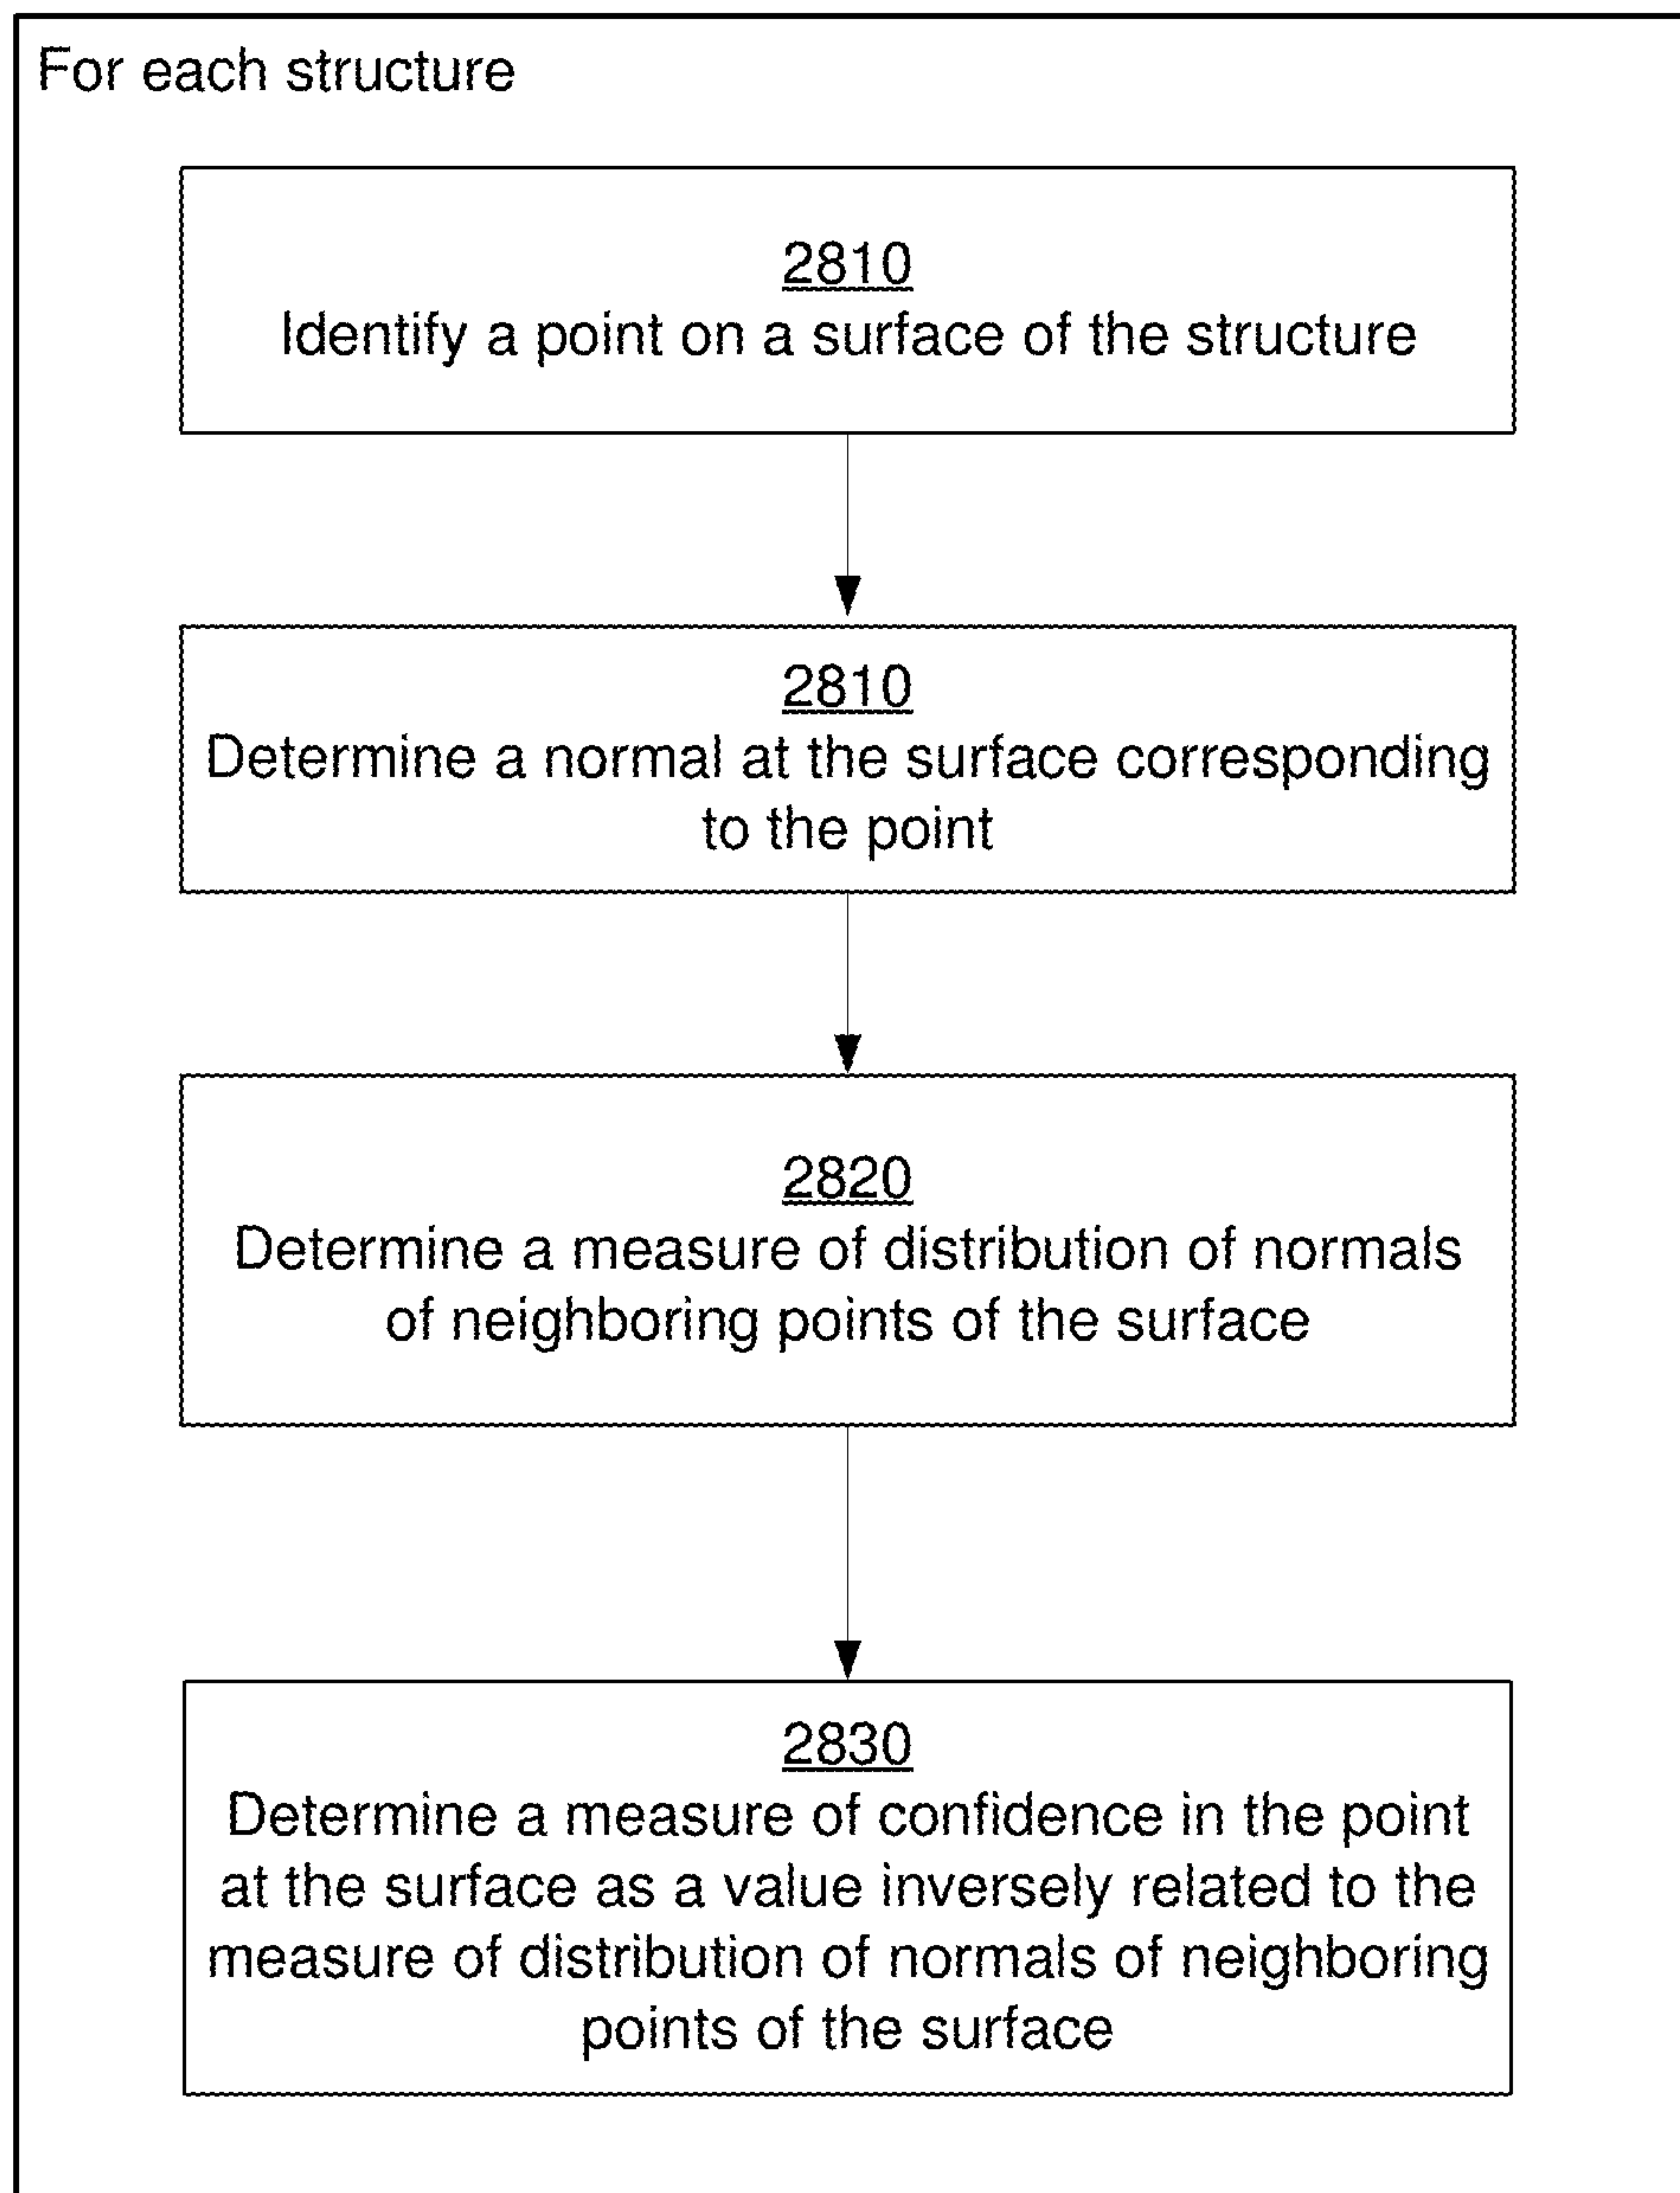 For each structure
2810
Identify a point on a surface of the structure
2810
Determine a normal at the surface corresponding
to the point
2820
Determine a measure of distribution of normals
of neighboring points of the surface
2830
Determine a measure of confidence in the point
at the surface as a value inversely related to the
measure of distribution of normals of neighboring
points of the surface